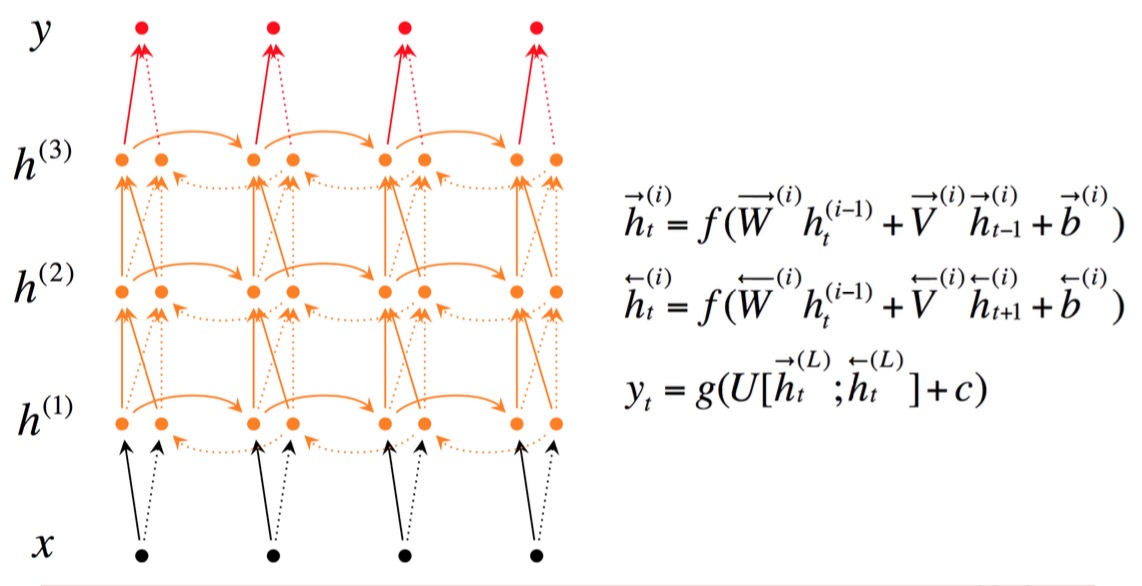 y
h^(3)
h^(2)
h^(1)
x
\overrightarrow{h}_t^{(i)} = f(\overrightarrow{W}^{(i)} h_t^{(i-1)} + \overrightarrow{V}^{(i)} \overrightarrow{h}_{t-1}^{(i)} + \overrightarrow{b}^{(i)})
\overleftarrow{h}_t^{(i)} = f(\overleftarrow{W}^{(i)} h_t^{(i-1)} + \overleftarrow{V}^{(i)} \overleftarrow{h}_{t+1}^{(i)} + \overleftarrow{b}^{(i)})
y_t = g(U[\overrightarrow{h}_t^{(L)}; \overleftarrow{h}_t^{(L)}] + c)